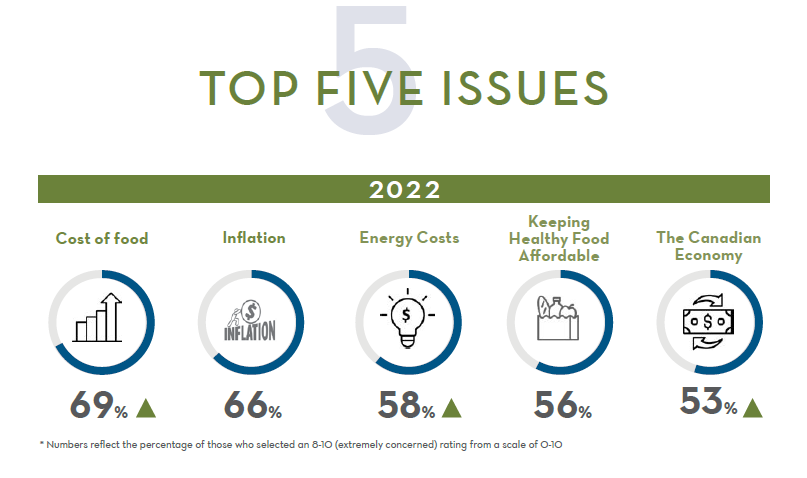 5
TOP FIVE ISSUES
2022
Cost of food
Inflation
Energy Costs
Keeping
Healthy Food
Affordable
The Canadian
Economy
$
INFLATION
$
$
69%
66%
58%
56%
53%
* Numbers reflect the percentage of those who selected an 8-10 (extremely concerned) rating from a scale of 0-10